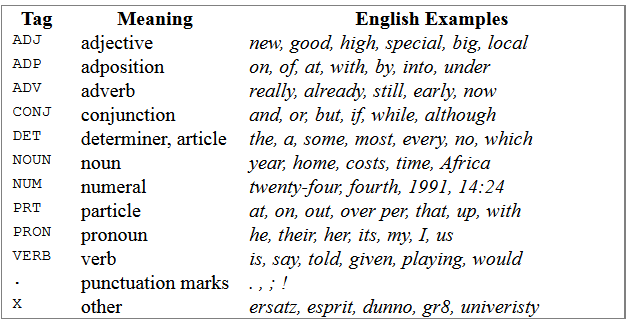 Tag Meaning English Examples
ADJ adjective new, good, high, special, big, local
ADP adposition on, of, at, with, by, into, under
ADV adverb really, already, still, early, now
CONJ conjunction and, or, but, if, while, although
DET determiner, article the, a, some, most, every, no, which
NOUN noun year, home, costs, time, Africa
NUM numeral twenty-four, fourth, 1991, 14:24
PRT particle at, on, out, over per, that, up, with
PRON pronoun he, their, her, its, my, I, us
VERB verb is, say, told, given, playing, would
. punctuation marks . , ; !
X other ersatz, esprit, dunno, gr8, univeristy